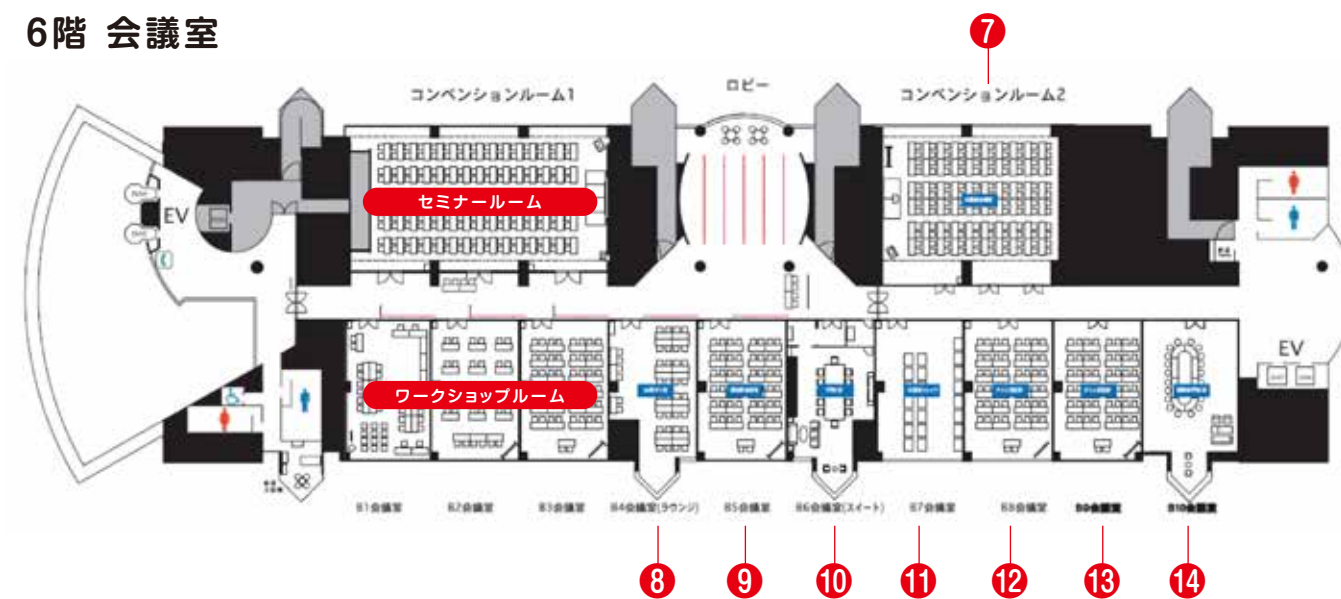 6階 会議室
7
コンベンションルーム1
ロビー
コンベンションルーム2
セミナールーム
EV
ワークショップルーム
EV
B1会議室
B2会議室
B3会議室
B4会議室(ラウンジ)
B5会議室
B6会議室(スイート)
B7会議室
B8会議室
B9会議室
B10会議室
8
9
10
11
12
13
14